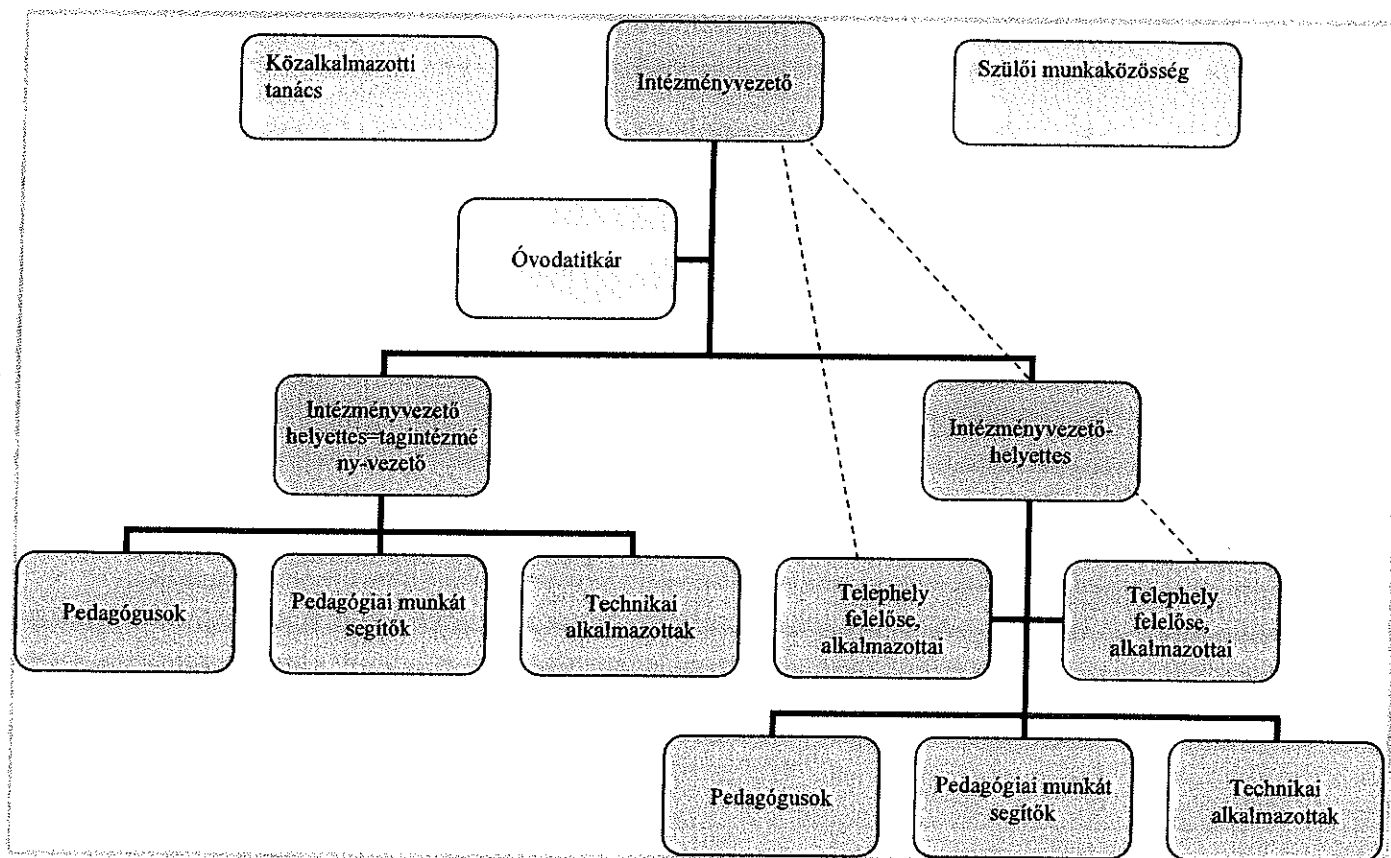 Közalkalmazotti
tanács
Intézményvezető
Szülői munkaközösség
Óvodatitkár
Intézményvezető
helyettes=tagintézmé
ny-vezető
Intézményvezető-
helyettes
Pedagógusok
Pedagógiai munkát
segítők
Technikai
alkalmazottak
Telephely
felelőse,
alkalmazottai
Telephely
felelőse,
alkalmazottai
Pedagógusok
Pedagógiai munkát
segítők
Technikai
alkalmazottak